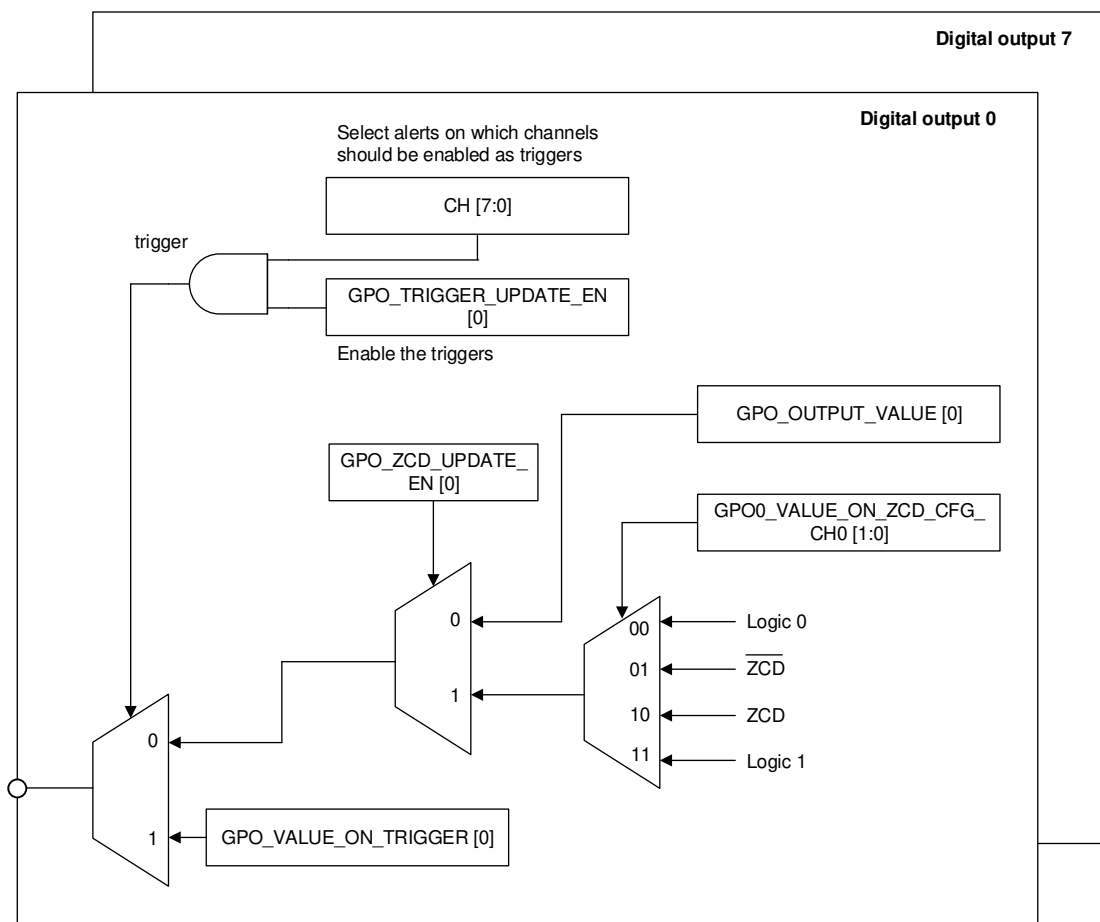 Digital output 7
Digital output 0
Select alerts on which channels
should be enabled as triggers
CH [7:0]
trigger
GPO_TRIGGER_UPDATE_EN
[0]
Enable the triggers
GPO_OUTPUT_VALUE [0]
GPO_ZCD_UPDATE_
EN [0]
GPO0_VALUE_ON_ZCD_CFG_
CH0 [1:0]
0
1
00
01
10
11
Logic 0
Z̅C̅D̅
ZCD
Logic 1
0
1
GPO_VALUE_ON_TRIGGER [0]